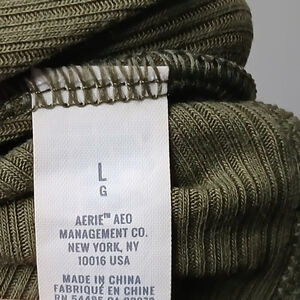 L
G
AERIE™ AEO
MANAGEMENT CO.
NEW YORK, NY
10016 USA
MADE IN CHINA
FABRIQUÉ EN CHINE